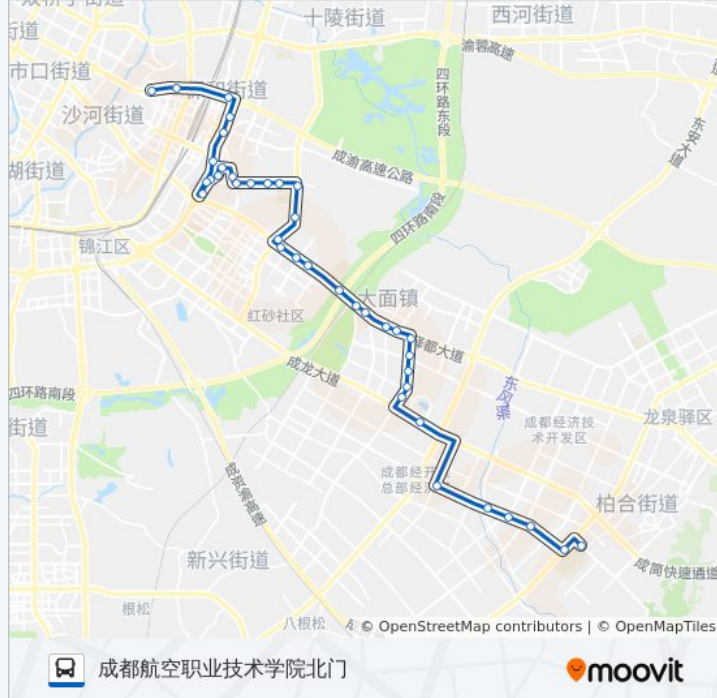 十陵街道
西河街道
街道
渝蓉高速
市口街道
四环路东段
沙河街道
东安大道
湖街道
成渝高速公路
四环路南段
锦江区
大面镇
红砂社区
驿都大道
成龙大道
东风渠
四环路南段
成都经济技
术开发区
龙泉驿区
街道
成都经开
总部经济
柏合街道
成资渝高速
新兴街道
成简快速通道
根松
八根松
© OpenStreetMap contributors | © OpenMapTiles
成都航空职业技术学院北门
moovit